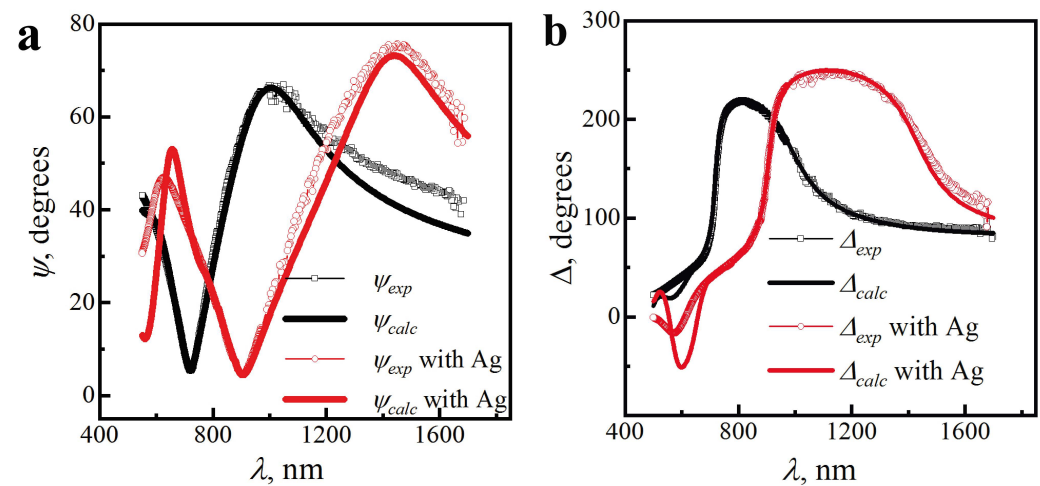 a
80
60
40
20
0
ψ, degrees
ψexp
ψcalc
ψexp with Ag
ψcalc with Ag
400 800 1200 1600
λ, nm
b
300
200
100
0
Δ, degrees
Δexp
Δcalc
Δexp with Ag
Δcalc with Ag
400 800 1200 1600
λ, nm